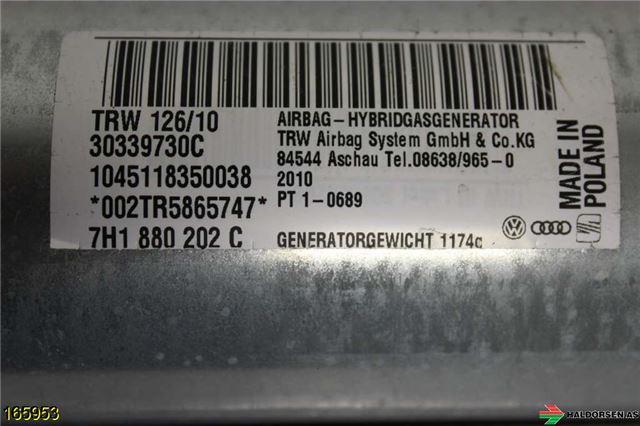 TRW 126/10
30339730C
1045118350038
*002TR5865747*
7H1 880 202 C
AIRBAG-HYBRIDGASGENERATOR
TRW Airbag System GmbH & Co.KG
84544 Aschau Tel.08638/965-0
2010
PT 1-0689
GENERATORGEWICHT 1174g
MADE IN
POLAND
165953
HALDORSEN AS